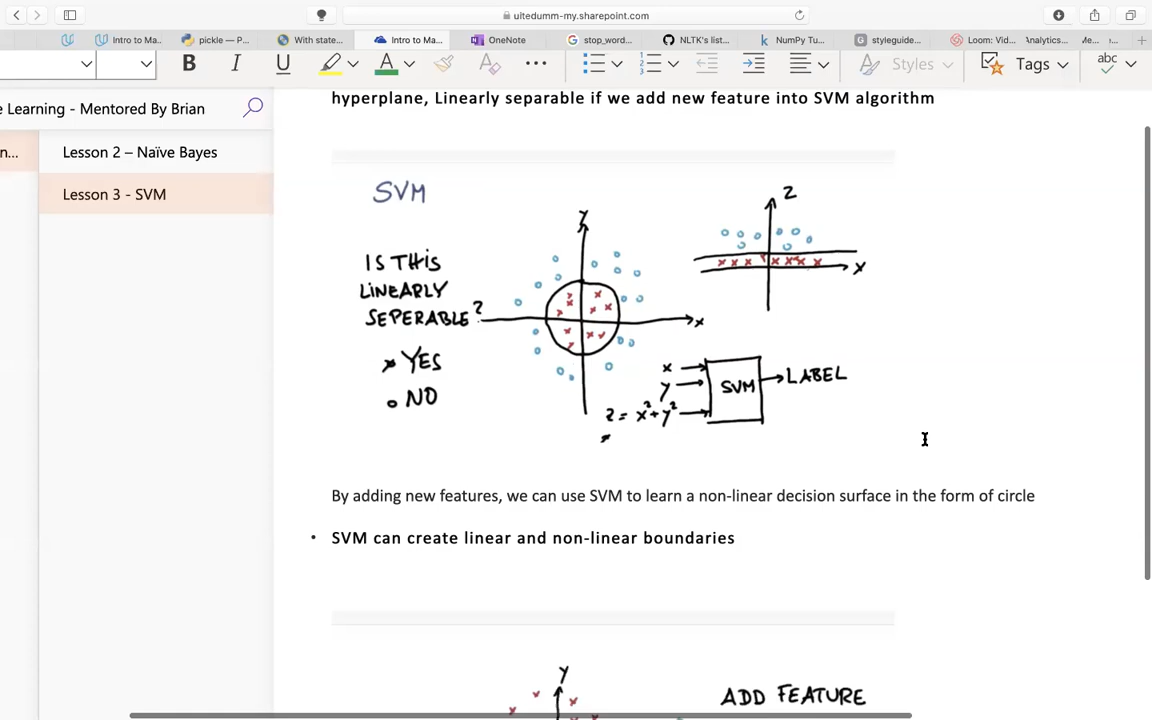 uitedumm-my.sharepoint.com
Intro to Ma...
pickle — P...
With state...
Intro to Ma...
OneNote
stop_word...
NLTK's list...
NumPy Tu...
styleguide...
Loom: Vid...
Analytics...
B I U A ... Styles Tags abc
e Learning - Mentored By Brian
n...
Lesson 2 – Naïve Bayes
Lesson 3 - SVM
hyperplane, Linearly separable if we add new feature into SVM algorithm
SVM
IS THIS
LINEARLY
SEPERABLE?
YES
NO
y
x
z
x
x
y
z = x²+y²
SVM
LABEL
By adding new features, we can use SVM to learn a non-linear decision surface in the form of circle
• SVM can create linear and non-linear boundaries
y
ADD FEATURE